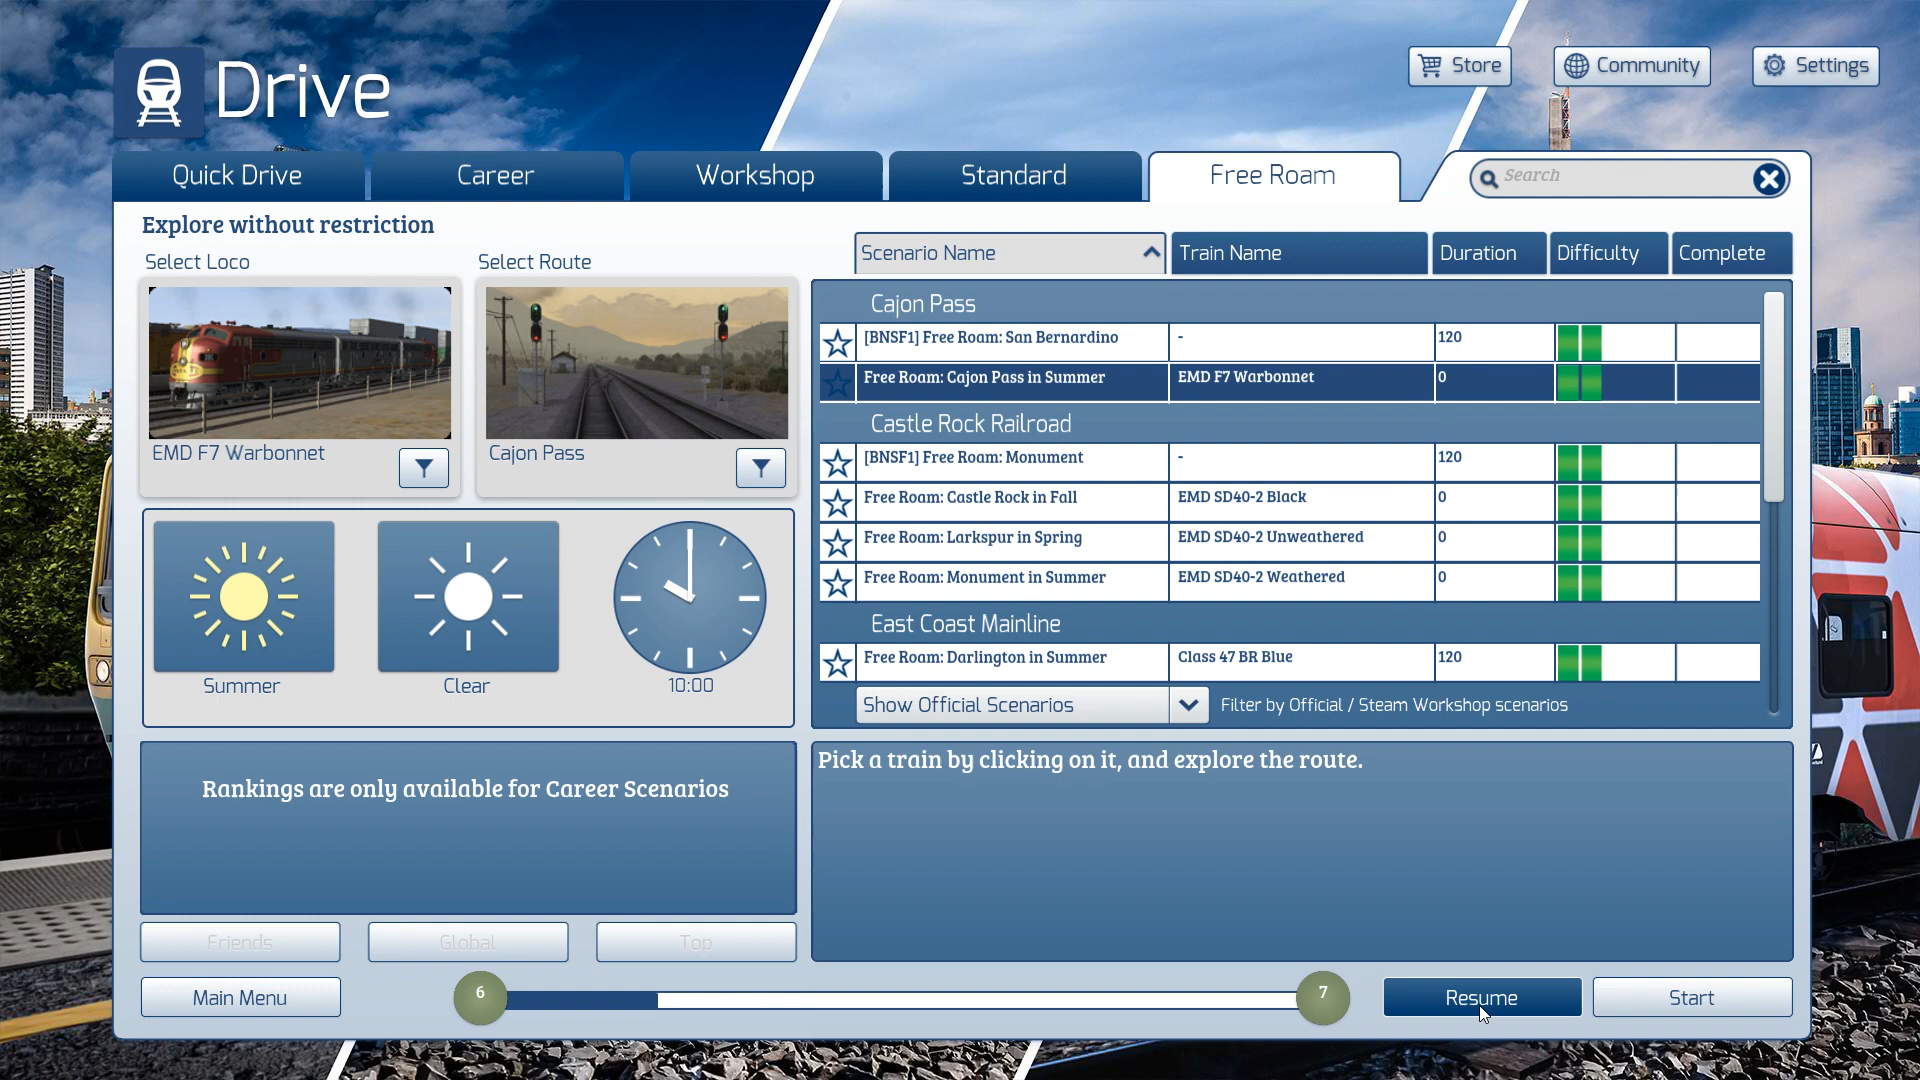 Drive
Store
Community
Settings
Quick Drive
Career
Workshop
Standard
Free Roam
Search
Explore without restriction
Select Loco
Select Route
EMD F7 Warbonnet
Cajon Pass
Summer
Clear
10:00
Scenario Name
Train Name
Duration
Difficulty
Complete
Cajon Pass
[BNSF1] Free Roam: San Bernardino - 120
Free Roam: Cajon Pass in Summer EMD F7 Warbonnet 0
Castle Rock Railroad
[BNSF1] Free Roam: Monument - 120
Free Roam: Castle Rock in Fall EMD SD40-2 Black 0
Free Roam: Larkspur in Spring EMD SD40-2 Unweathered 0
Free Roam: Monument in Summer EMD SD40-2 Weathered 0
East Coast Mainline
Free Roam: Darlington in Summer Class 47 BR Blue 120
Show Official Scenarios
Filter by Official / Steam Workshop scenarios
Rankings are only available for Career Scenarios
Pick a train by clicking on it, and explore the route.
Friends
Global
Top
Main Menu
6
7
Resume
Start